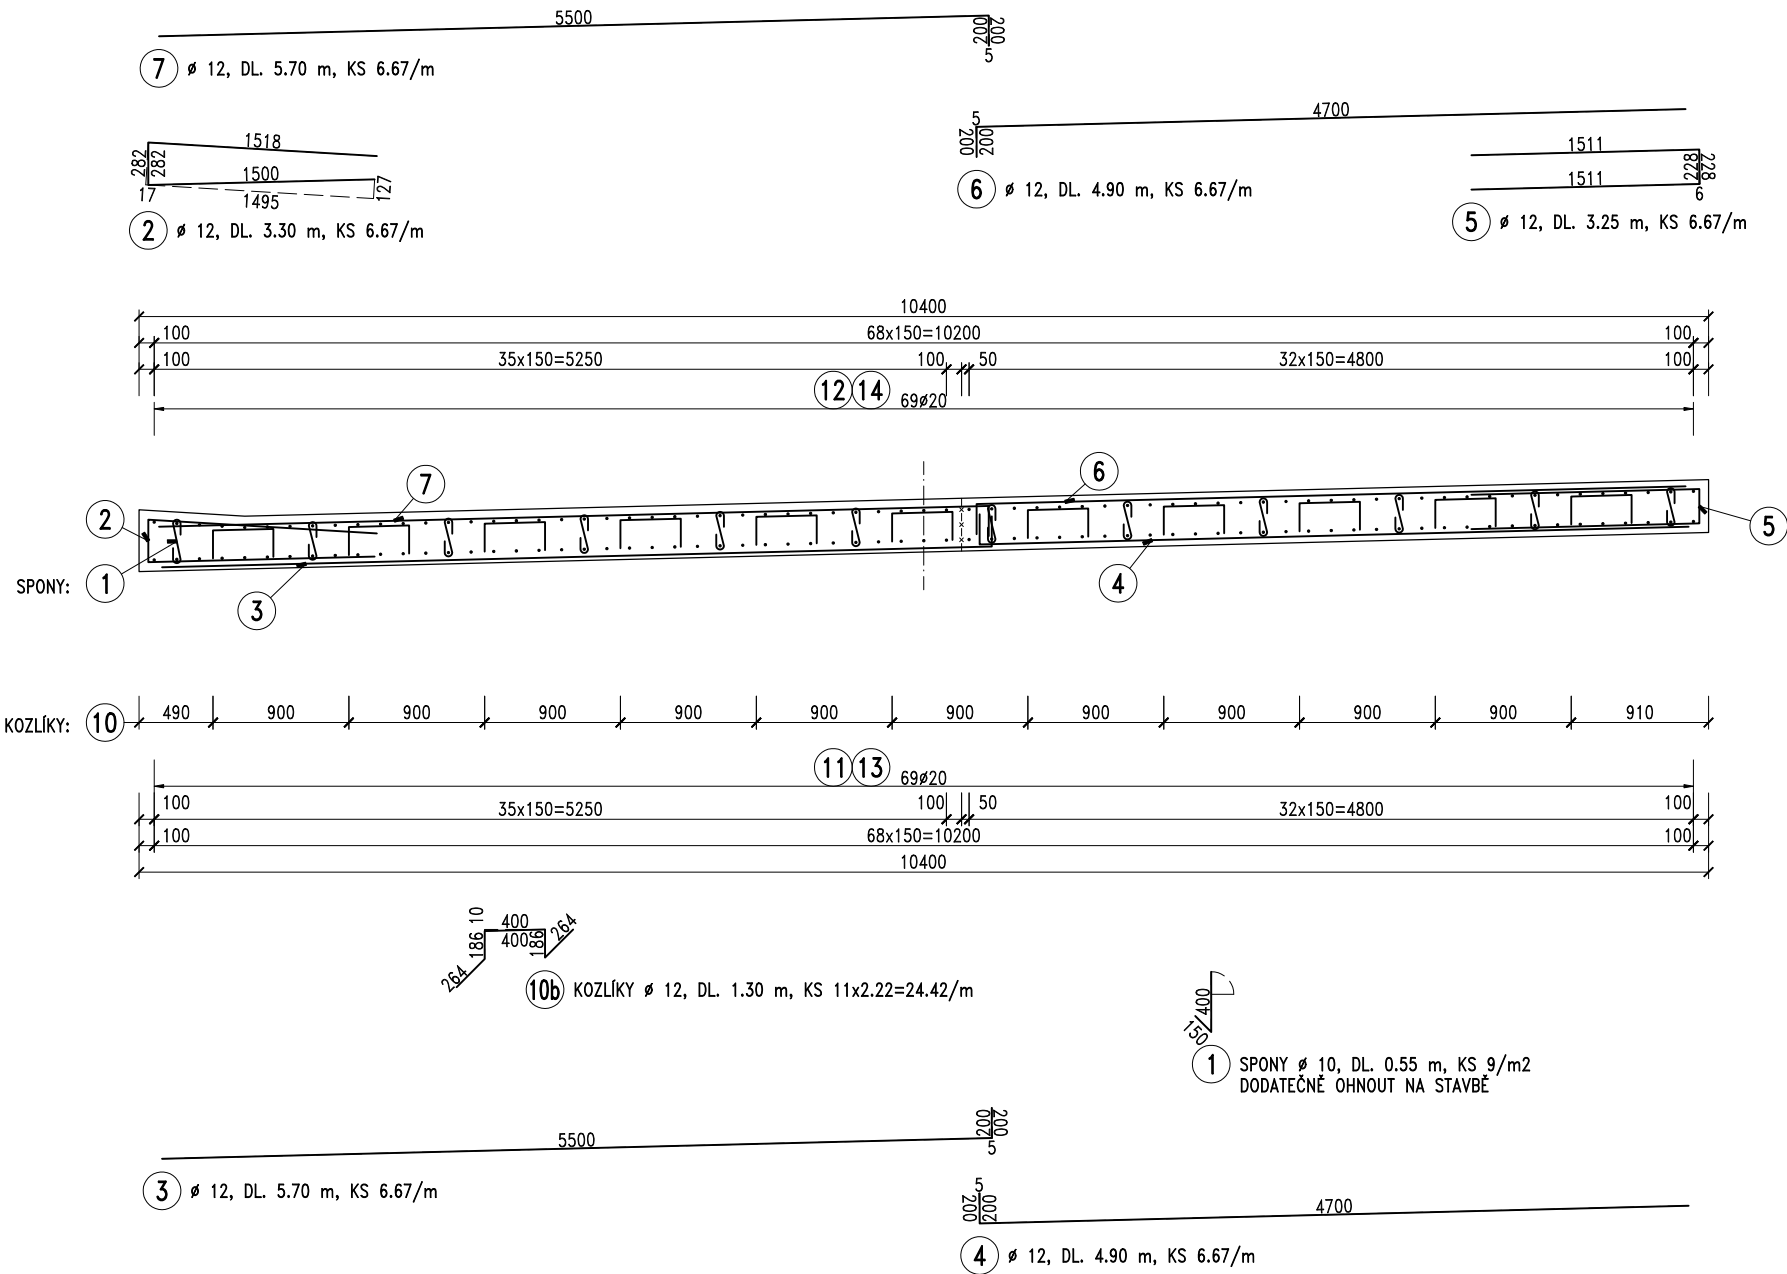 5500
200
200
5
7 ø 12, DL. 5.70 m, KS 6.67/m
5
4700
200
200
6 ø 12, DL. 4.90 m, KS 6.67/m
1518
282
282
1500
127
17
1495
2 ø 12, DL. 3.30 m, KS 6.67/m
1511
228
228
1511
6
5 ø 12, DL. 3.25 m, KS 6.67/m
10400
100 68x150=10200 100
100 35x150=5250 100 50 32x150=4800 100
12 14
69ø20
7
6
2
5
SPONY: 1
3
4
KOZLÍKY: 10 490 900 900 900 900 900 900 900 900 900 900 910
11 13
69ø20
100 35x150=5250 100 50 32x150=4800 100
100 68x150=10200 100
10400
10
400
400
186
186
264
264
10b KOZLÍKY ø 12, DL. 1.30 m, KS 11x2.22=24.42/m
400
150
1 SPONY ø 10, DL. 0.55 m, KS 9/m2
DODATEČNĚ OHNOUT NA STAVBĚ
5500
200
200
5
3 ø 12, DL. 5.70 m, KS 6.67/m
5
4700
200
200
4 ø 12, DL. 4.90 m, KS 6.67/m